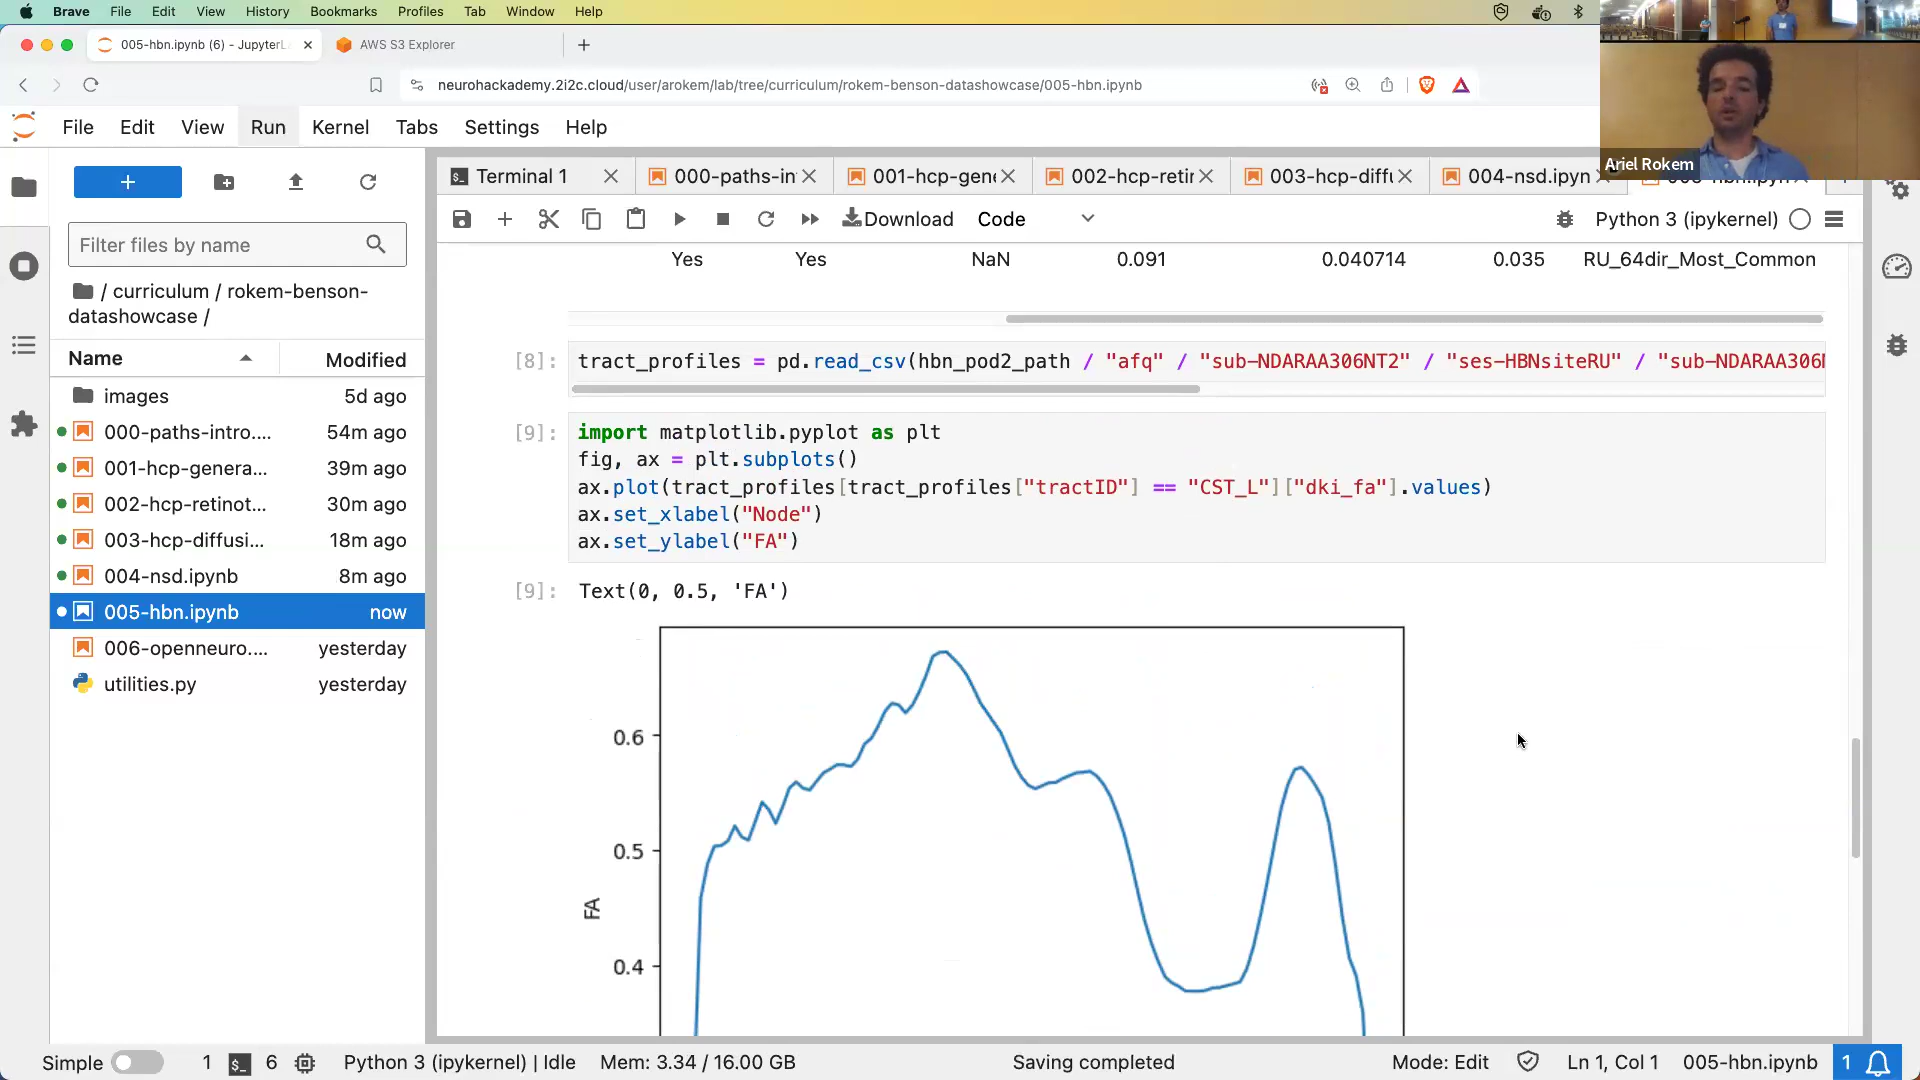 Brave File Edit View History Bookmarks Profiles Tab Window Help
005-hbn.ipynb (6) - JupyterL
AWS S3 Explorer
neurohackademy.2i2c.cloud/user/arokem/lab/tree/curriculum/rokem-benson-datashowcase/005-hbn.ipynb
Ariel Rokem
File Edit View Run Kernel Tabs Settings Help
Terminal 1 000-paths-in 001-hcp-gene 002-hcp-retir 003-hcp-diffu 004-nsd.ipyn
Download Code Python 3 (ipykernel)
Filter files by name
/ curriculum / rokem-benson-
datashowcase /
Name Modified
images 5d ago
000-paths-intro.... 54m ago
001-hcp-genera... 39m ago
002-hcp-retinot... 30m ago
003-hcp-diffusi... 18m ago
004-nsd.ipynb 8m ago
005-hbn.ipynb now
006-openneuro.... yesterday
utilities.py yesterday
Yes Yes NaN 0.091 0.040714 0.035 RU_64dir_Most_Common
[8]: tract_profiles = pd.read_csv(hbn_pod2_path / "afq" / "sub-NDARAA306NT2" / "ses-HBNsiteRU" / "sub-NDARAA306N
[9]: import matplotlib.pyplot as plt
fig, ax = plt.subplots()
ax.plot(tract_profiles[tract_profiles["tractID"] == "CST_L"]["dki_fa"].values)
ax.set_xlabel("Node")
ax.set_ylabel("FA")
[9]: Text(0, 0.5, 'FA')
0.6
0.5
FA
0.4
Simple 1 6 Python 3 (ipykernel) | Idle Mem: 3.34 / 16.00 GB Saving completed Mode: Edit Ln 1, Col 1 005-hbn.ipynb 1